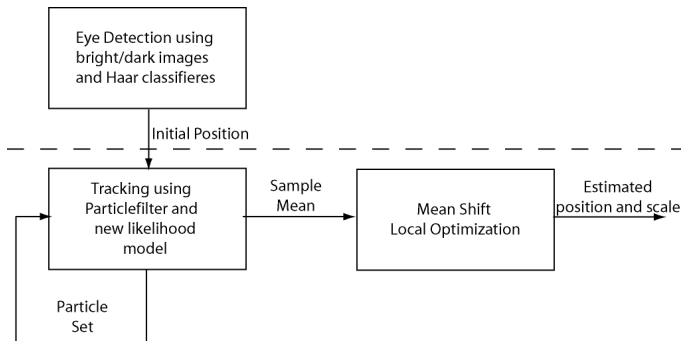 Eye Detection using
bright/dark images
and Haar classifieres
Initial Position
Tracking using
Particlefilter and
new likelihood
model
Sample
Mean
Mean Shift
Local Optimization
Estimated
position and scale
Particle
Set